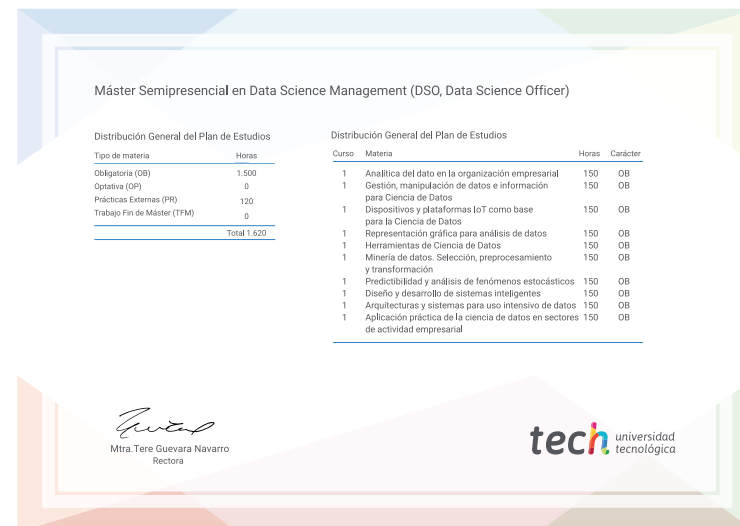 Máster Semipresencial en Data Science Management (DSO, Data Science Officer)
Distribución General del Plan de Estudios
Tipo de materia Horas
Obligatoria (OB) 1.500
Optativa (OP) 0
Prácticas Externas (PR) 120
Trabajo Fin de Máster (TFM) 0
Total 1.620
Distribución General del Plan de Estudios
Curso Materia Horas Carácter
1 Analítica del dato en la organización empresarial 150 OB
1 Gestión, manipulación de datos e información 150 OB
para Ciencia de Datos
1 Dispositivos y plataformas IoT como base 150 OB
para la Ciencia de Datos
1 Representación gráfica para análisis de datos 150 OB
1 Herramientas de Ciencia de Datos 150 OB
1 Minería de datos. Selección, preprocesamiento 150 OB
y transformación
1 Predictibilidad y análisis de fenómenos estocásticos 150 OB
1 Diseño y desarrollo de sistemas inteligentes 150 OB
1 Arquitecturas y sistemas para uso intensivo de datos 150 OB
1 Aplicación práctica de la ciencia de datos en sectores 150 OB
de actividad empresarial
Mtra.Tere Guevara Navarro
Rectora
tech universidad
tecnológica